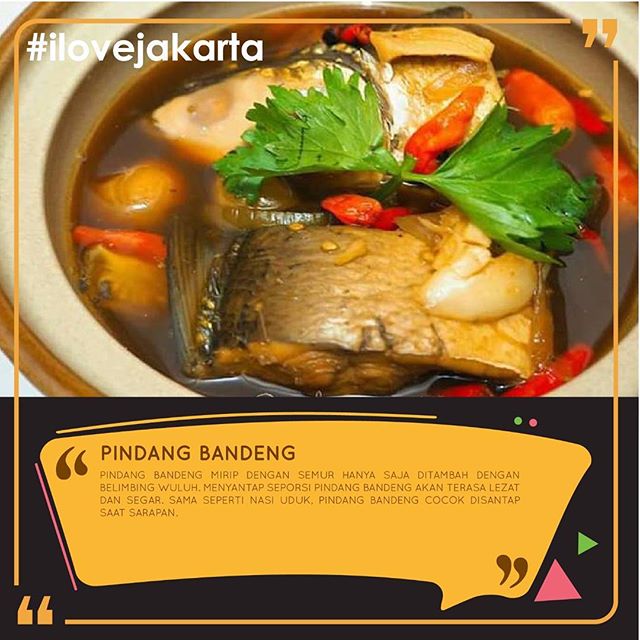 #ilovejakarta
PINDANG BANDENG
PINDANG BANDENG MIRIP DENGAN SEMUR HANYA SAJA DITAMBAH DENGAN
BELIMBING WULUH. MENYANTAP SEPORSI PINDANG BANDENG AKAN TERASA LEZAT
DAN SEGAR. SAMA SEPERTI NASI UDUK, PINDANG BANDENG COCOK DISANTAP
SAAT SARAPAN.